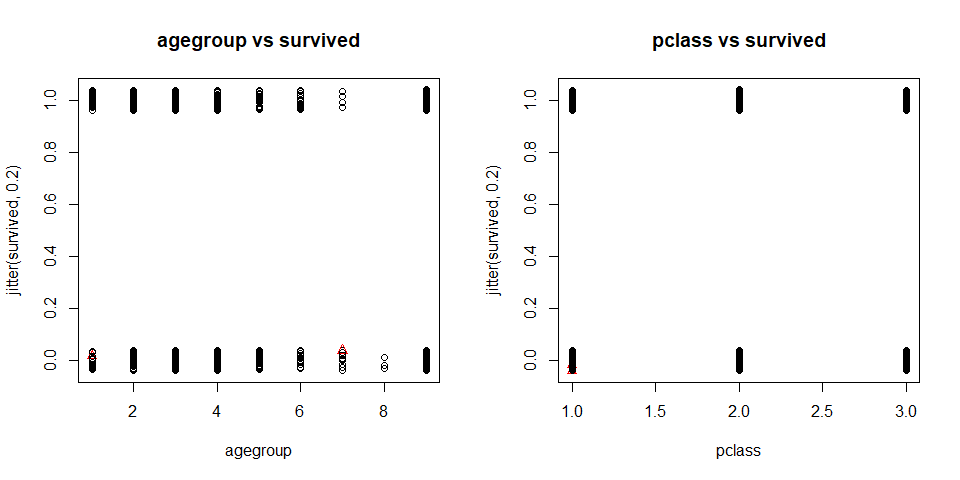 agegroup vs survived
jitter(survived, 0.2)
1.0
0.8
0.6
0.4
0.2
0.0
2 4 6 8
agegroup
pclass vs survived
jitter(survived, 0.2)
1.0
0.8
0.6
0.4
0.2
0.0
1.0 1.5 2.0 2.5 3.0
pclass